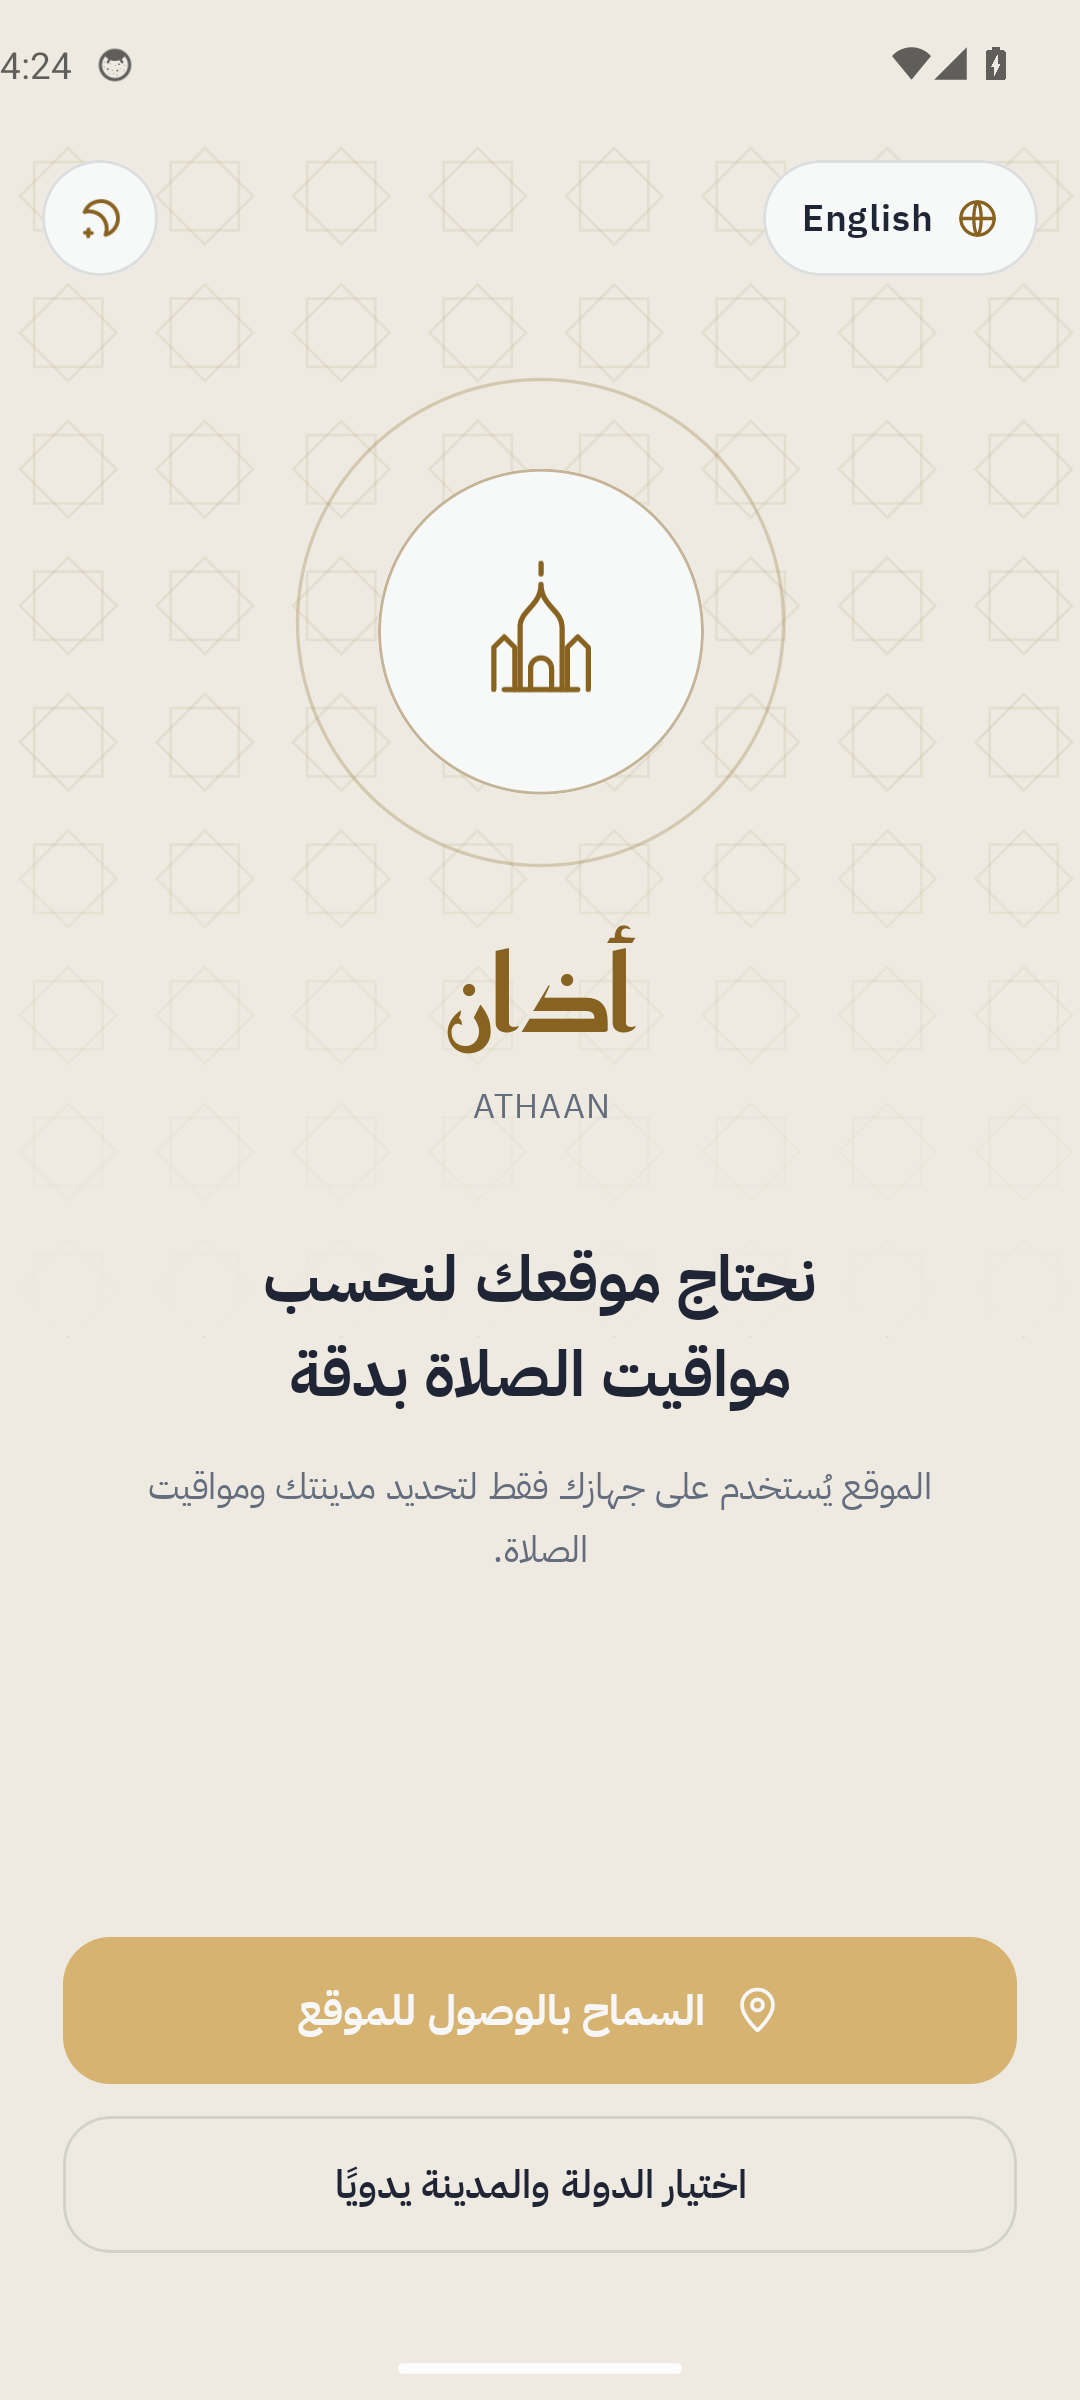 4:24
English
أذان
ATHAAN
نحتاج موقعك لنحسب
مواقيت الصلاة بدقة
الموقع يُستخدم على جهازك فقط لتحديد مدينتك ومواقيت
الصلاة.
السماح بالوصول للموقع
اختيار الدولة والمدينة يدويًا